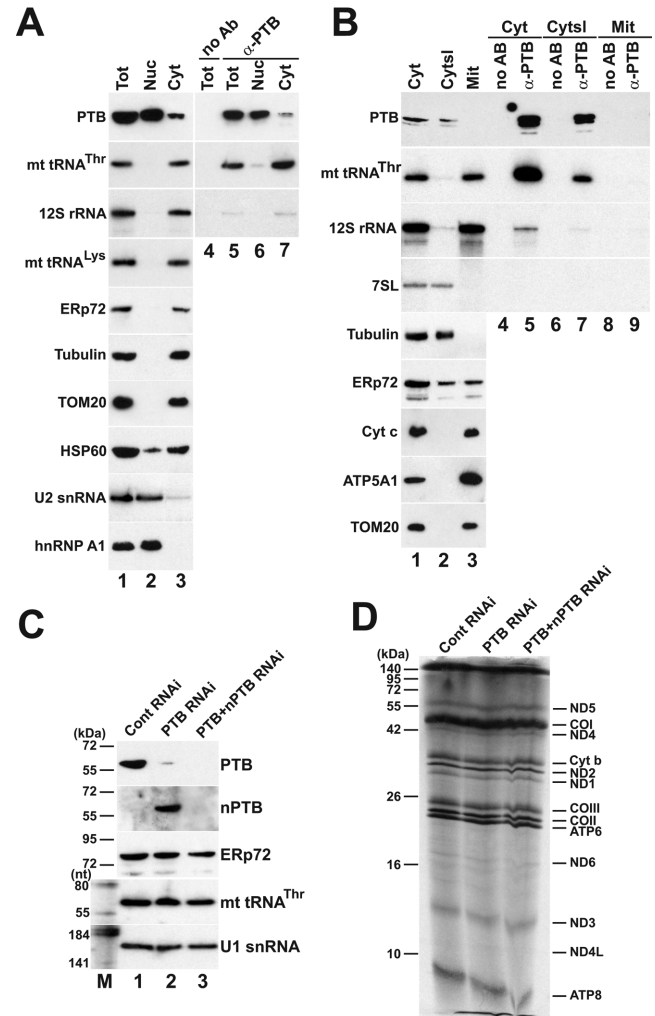 A
no Ab
α-PTB
Tot
Nuc
Cyt
Tot
Tot
Nuc
Cyt
PTB
mt tRNAThr
12S rRNA
4 5 6 7
mt tRNALys
ERp72
Tubulin
TOM20
HSP60
U2 snRNA
hnRNP A1
1 2 3
B
Cyt Cytsl Mit
Cyt
Cytsl
Mit
no AB
α-PTB
no AB
α-PTB
no AB
α-PTB
PTB
mt tRNAThr
12S rRNA
7SL
4 5 6 7 8 9
Tubulin
ERp72
Cyt c
ATP5A1
TOM20
1 2 3
C
Cont RNAi
PTB RNAi
PTB+nPTB RNAi
(kDa)
72
55
PTB
72
55
nPTB
95
72
ERp72
(nt)
80
55
mt tRNAThr
184
141
U1 snRNA
M 1 2 3
D
Cont RNAi
PTB RNAi
PTB+nPTB RNAi
(kDa)
140
95
72
55
42
26
16
10
ND5
COI
ND4
Cyt b
ND2
ND1
COIII
COII
ATP6
ND6
ND3
ND4L
ATP8